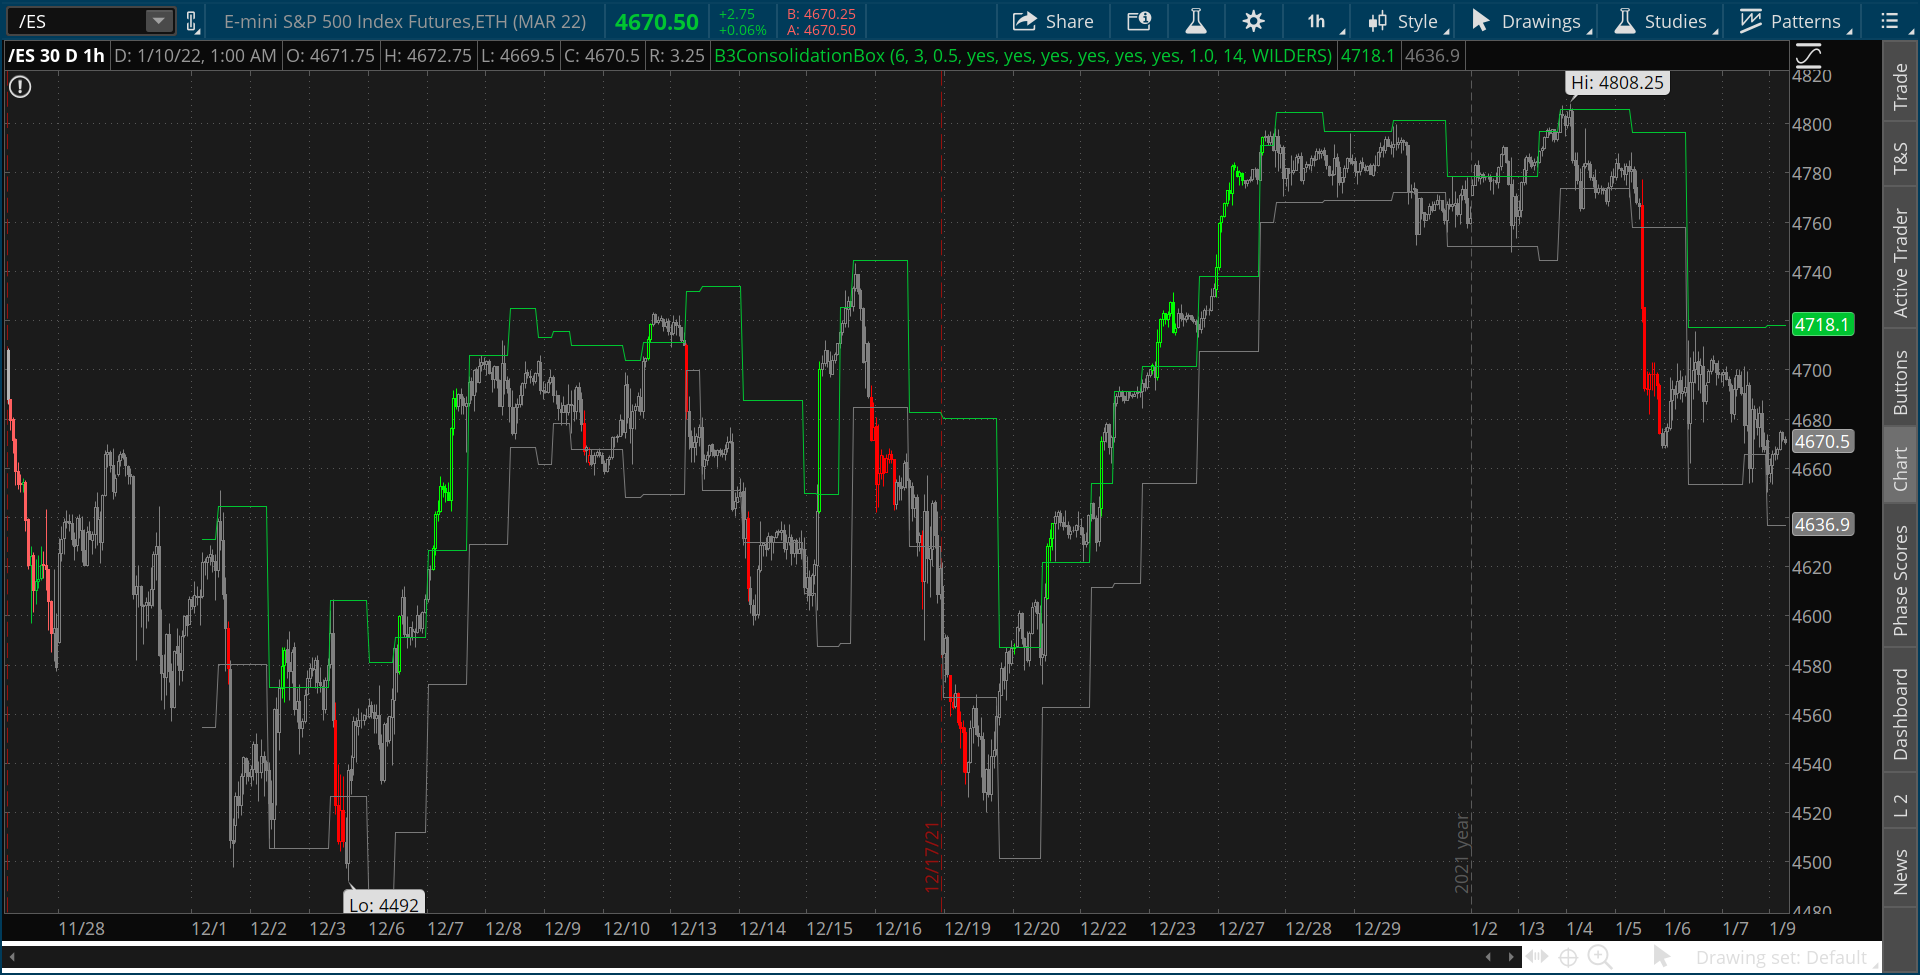 /ES
E-mini S&P 500 Index Futures,ETH (MAR 22)
4670.50
+2.75
+0.06%
B: 4670.25
A: 4670.50
Share
1h
Style
Drawings
Studies
Patterns
/ES 30 D 1h
D: 1/10/22, 1:00 AM
O: 4671.75
H: 4672.75
L: 4669.5
C: 4670.5
R: 3.25
B3ConsolidationBox (6, 3, 0.5, yes, yes, yes, yes, yes, yes, 1.0, 14, WILDERS)
4718.1
4636.9
Hi: 4808.25
Lo: 4492
12/17/21
2021 year
4820
4800
4780
4760
4740
4718.1
4700
4680
4670.5
4660
4636.9
4620
4600
4580
4560
4540
4520
4500
4480
11/28
12/1
12/2
12/3
12/6
12/7
12/8
12/9
12/10
12/13
12/14
12/15
12/16
12/19
12/20
12/22
12/23
12/27
12/28
12/29
1/2
1/3
1/4
1/5
1/6
1/7
1/9
Trade
T&S
Active Trader
Buttons
Chart
Phase Scores
Dashboard
L 2
News
Drawing set: Default